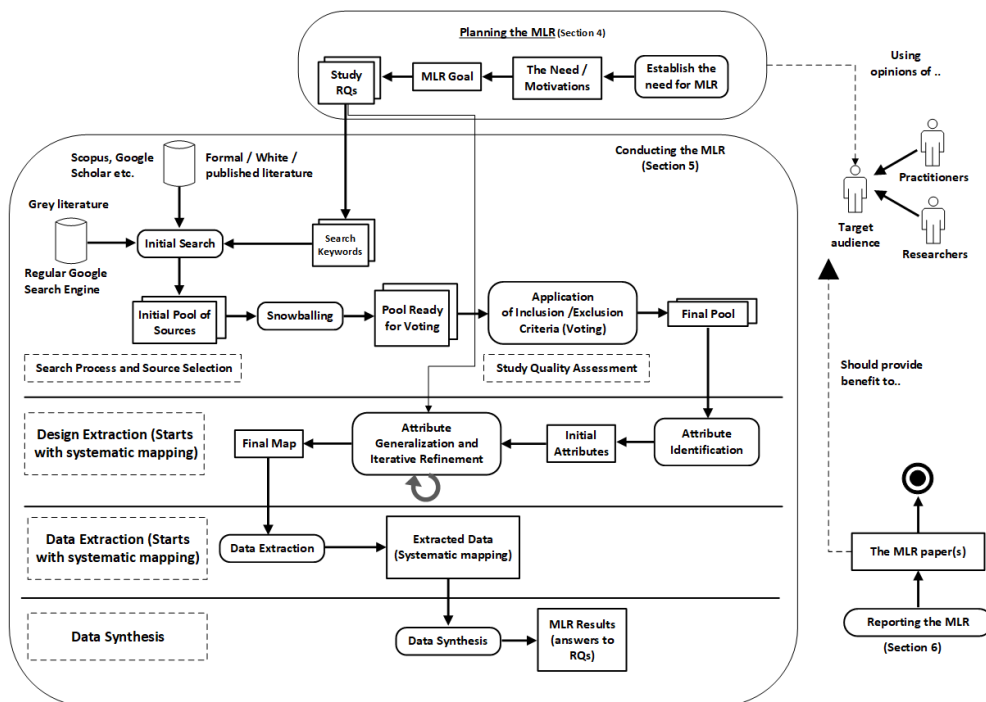 Planning the MLR (Section 4)
Study
RQs
MLR Goal
The Need /
Motivations
Establish the
need for MLR
Using
opinions of ..
Conducting the MLR
(Section 5)
Scopus, Google
Scholar etc.
Formal / White /
published literature
Grey literature
Regular Google
Search Engine
Initial Search
Search
Keywords
Practitioners
Target
audience
Researchers
Initial Pool of
Sources
Snowballing
Pool Ready
for Voting
Application
of Inclusion /Exclusion
Criteria (Voting)
Final Pool
Search Process and Source Selection
Study Quality Assessment
Should provide
benefit to..
Design Extraction (Starts
with systematic mapping)
Final Map
Attribute
Generalization and
Iterative Refinement
Initial
Attributes
Attribute
Identification
Data Extraction (Starts
with systematic mapping)
Data Extraction
Extracted Data
(Systematic mapping)
The MLR paper(s)
Reporting the MLR
(Section 6)
Data Synthesis
Data Synthesis
MLR Results
(answers to
RQs)